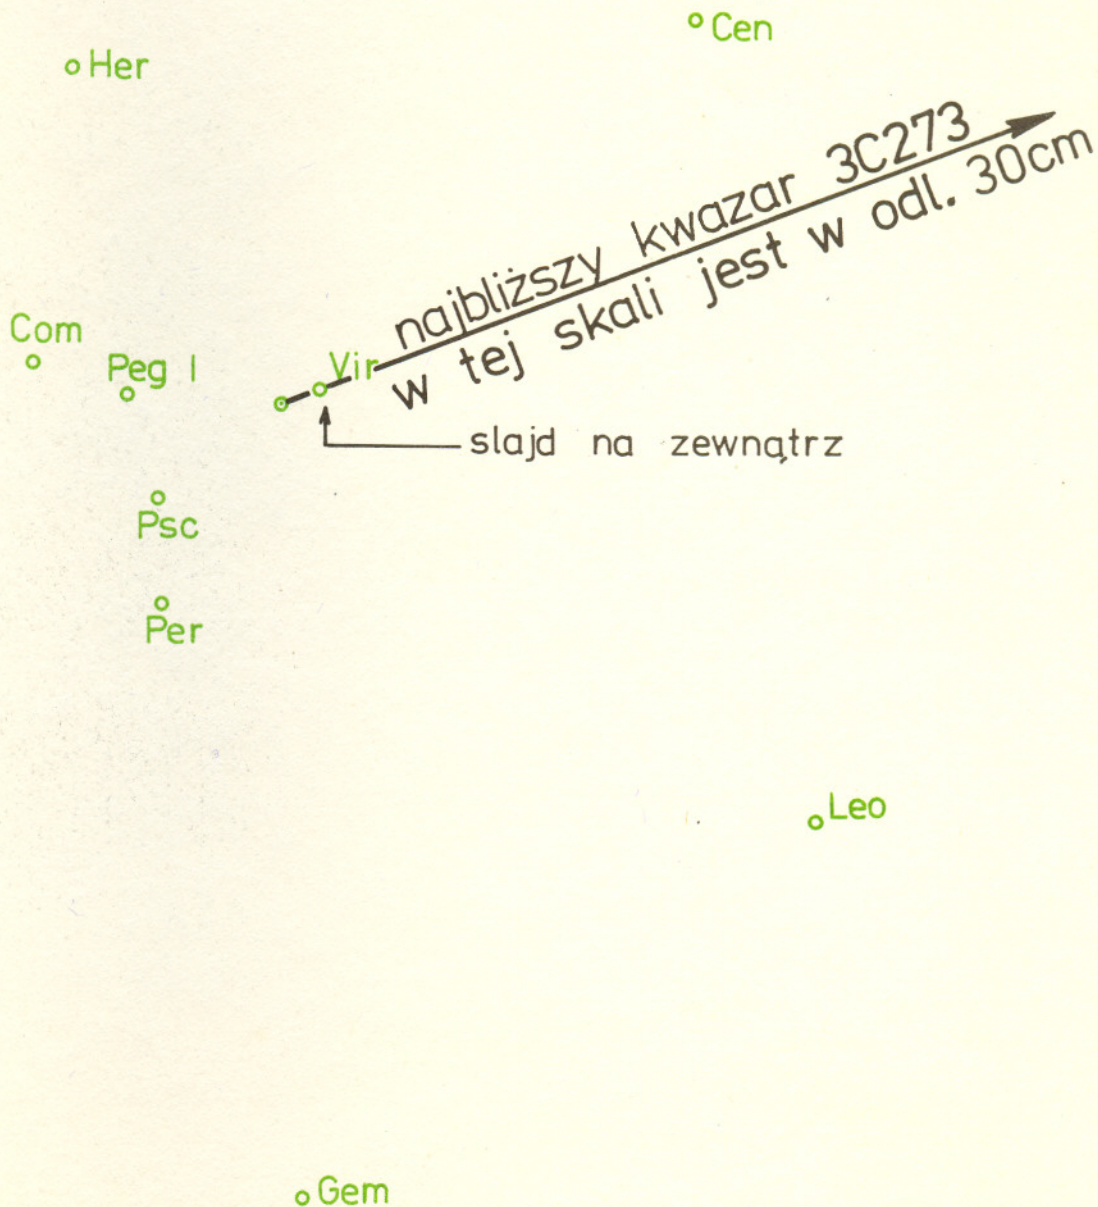 Cen
Her
najbliższy kwazar 3C273
w tej skali jest w odl. 30cm
Com
Peg I
Vir
slajd na zewnątrz
Psc
Per
Leo
Gem